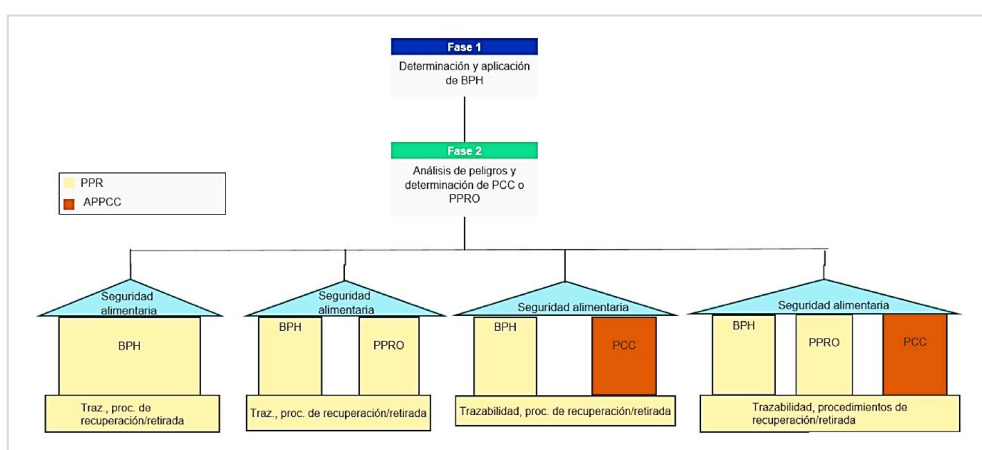 Fase 1
Determinación y aplicación
de BPH
Fase 2
Análisis de peligros y
determinación de PCC o
PPRO
PPR
APPCC
Seguridad
alimentaria
BPH
Traz., proc. de
recuperación/retirada
Seguridad
alimentaria
BPH
PPRO
Traz., proc. de recuperación/retirada
Seguridad alimentaria
BPH
PCC
Trazabilidad, proc. de recuperación/retirada
Seguridad alimentaria
BPH
PPRO
PCC
Trazabilidad, procedimientos de
recuperación/retirada